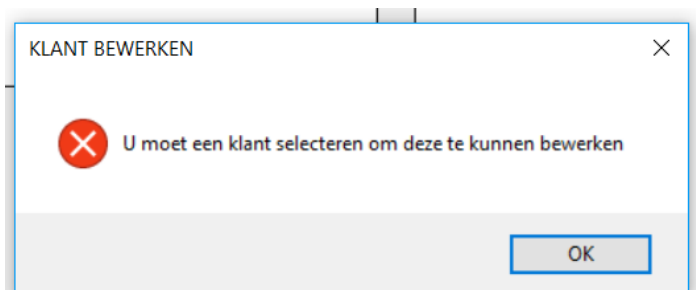 KLANT BEWERKEN
U moet een klant selecteren om deze te kunnen bewerken
OK